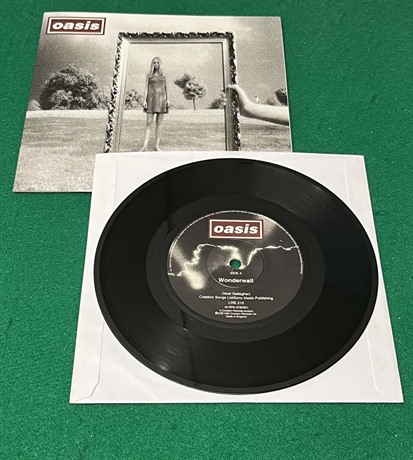 oasis
oasis
SIDE A
Wonderwall
(Noel Gallagher)
Creation Songs Ltd/Sony Music Publishing
CRE 215